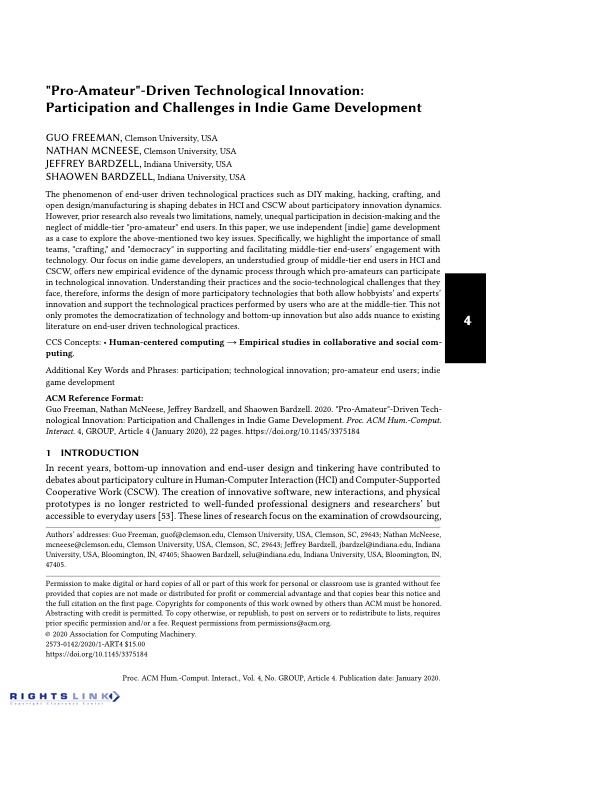 "Pro-Amateur"-Driven Technological Innovation:
Participation and Challenges in Indie Game Development
GUO FREEMAN, Clemson University, USA
NATHAN MCNEESE, Clemson University, USA
JEFFREY BARDZELL, Indiana University, USA
SHAOWEN BARDZELL, Indiana University, USA
The phenomenon of end-user driven technological practices such as DIY making, hacking, crafting, and
open design/manufacturing is shaping debates in HCI and CSCW about participatory innovation dynamics.
However, prior research also reveals two limitations, namely, unequal participation in decision-making and the
neglect of middle-tier "pro-amateur" end users. In this paper, we use independent [indie] game development
as a case to explore the above-mentioned two key issues. Specifically, we highlight the importance of small
teams, "crafting," and "democracy" in supporting and facilitating middle-tier end-users' engagement with
technology. Our focus on indie game developers, an understudied group of middle-tier end users in HCI and
CSCW, offers new empirical evidence of the dynamic process through which pro-amateurs can participate
in technological innovation. Understanding their practices and the socio-technological challenges that they
face, therefore, informs the design of more participatory technologies that both allow hobbyists' and experts'
innovation and support the technological practices performed by users who are at the middle-tier. This not
only promotes the democratization of technology and bottom-up innovation but also adds nuance to existing
literature on end-user driven technological practices.
4
CCS Concepts: • Human-centered computing → Empirical studies in collaborative and social com-
puting.
Additional Key Words and Phrases: participation; technological innovation; pro-amateur end users; indie
game development
ACM Reference Format:
Guo Freeman, Nathan McNeese, Jeffrey Bardzell, and Shaowen Bardzell. 2020. "Pro-Amateur"-Driven Tech-
nological Innovation: Participation and Challenges in Indie Game Development. Proc. ACM Hum.-Comput.
Interact. 4, GROUP, Article 4 (January 2020), 22 pages. https://doi.org/10.1145/3375184
1 INTRODUCTION
In recent years, bottom-up innovation and end-user design and tinkering have contributed to
debates about participatory culture in Human-Computer Interaction (HCI) and Computer-Supported
Cooperative Work (CSCW). The creation of innovative software, new interactions, and physical
prototypes is no longer restricted to well-funded professional designers and researchers' but
accessible to everyday users [53]. These lines of research focus on the examination of crowdsourcing,
Authors' addresses: Guo Freeman, guof@clemson.edu, Clemson University, USA, Clemson, SC, 29643; Nathan McNeese,
mcneese@clemson.edu, Clemson University, USA, Clemson, SC, 29643; Jeffrey Bardzell, jbardzel@indiana.edu, Indiana
University, USA, Bloomington, IN, 47405; Shaowen Bardzell, selu@indiana.edu, Indiana University, USA, Bloomington, IN,
47405.
Permission to make digital or hard copies of all or part of this work for personal or classroom use is granted without fee
provided that copies are not made or distributed for profit or commercial advantage and that copies bear this notice and
the full citation on the first page. Copyrights for components of this work owned by others than ACM must be honored.
Abstracting with credit is permitted. To copy otherwise, or republish, to post on servers or to redistribute to lists, requires
prior specific permission and/or a fee. Request permissions from permissions@acm.org.
© 2020 Association for Computing Machinery.
2573-0142/2020/1-ART4 $15.00
https://doi.org/10.1145/3375184
Proc. ACM Hum.-Comput. Interact., Vol. 4, No. GROUP, Article 4. Publication date: January 2020.
RIGHTSLINK
Copyright Clearance Center